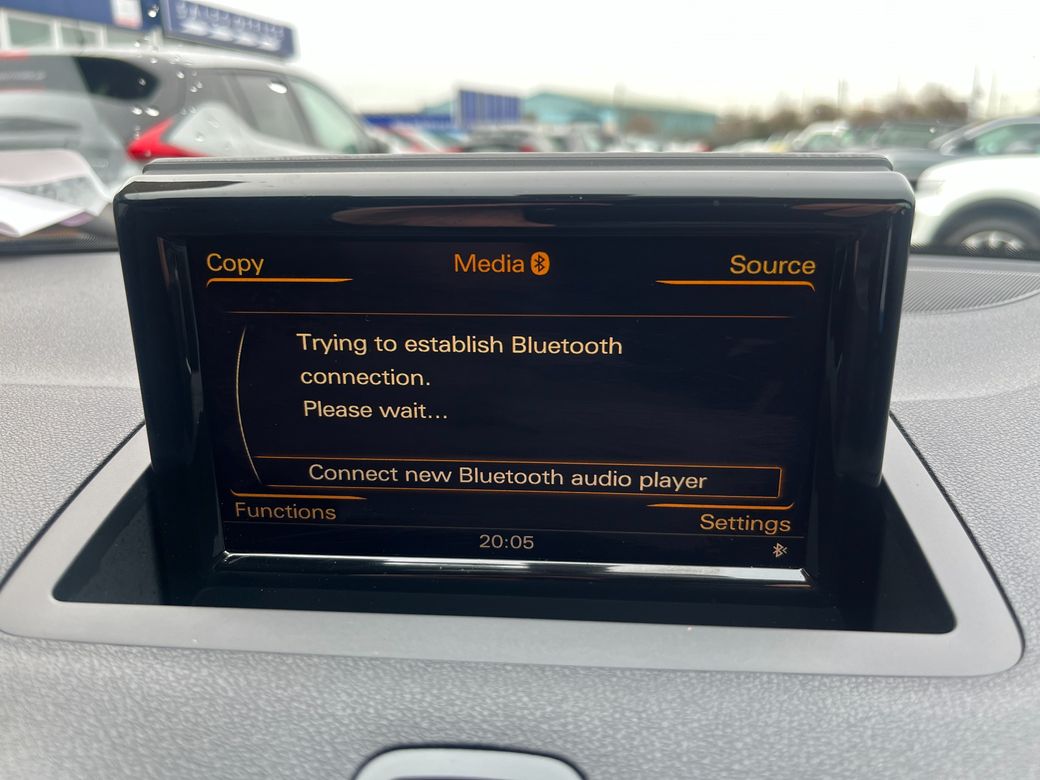 Copy
Media
Source
Trying to establish Bluetooth
connection.
Please wait...
Connect new Bluetooth audio player
Functions
Settings
20:05